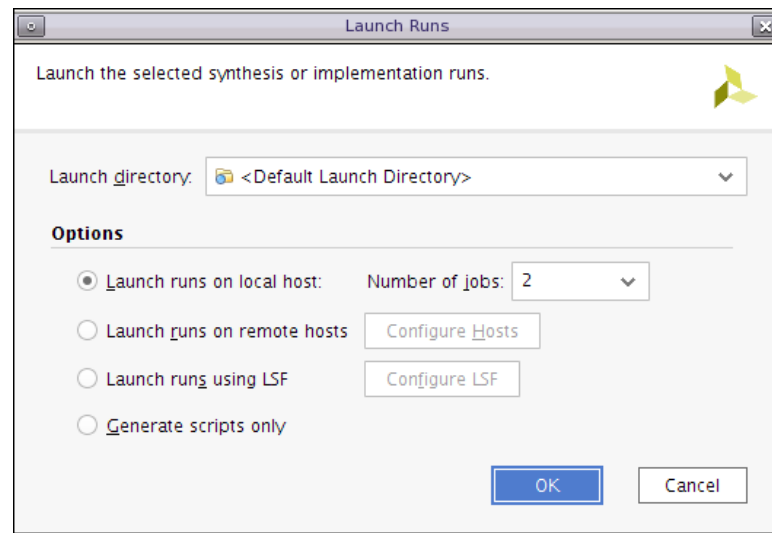 Launch Runs
Launch the selected synthesis or implementation runs.
Launch directory: <Default Launch Directory>
Options
Launch runs on local host: Number of jobs: 2
Launch runs on remote hosts Configure Hosts
Launch runs using LSF Configure LSF
Generate scripts only
OK Cancel